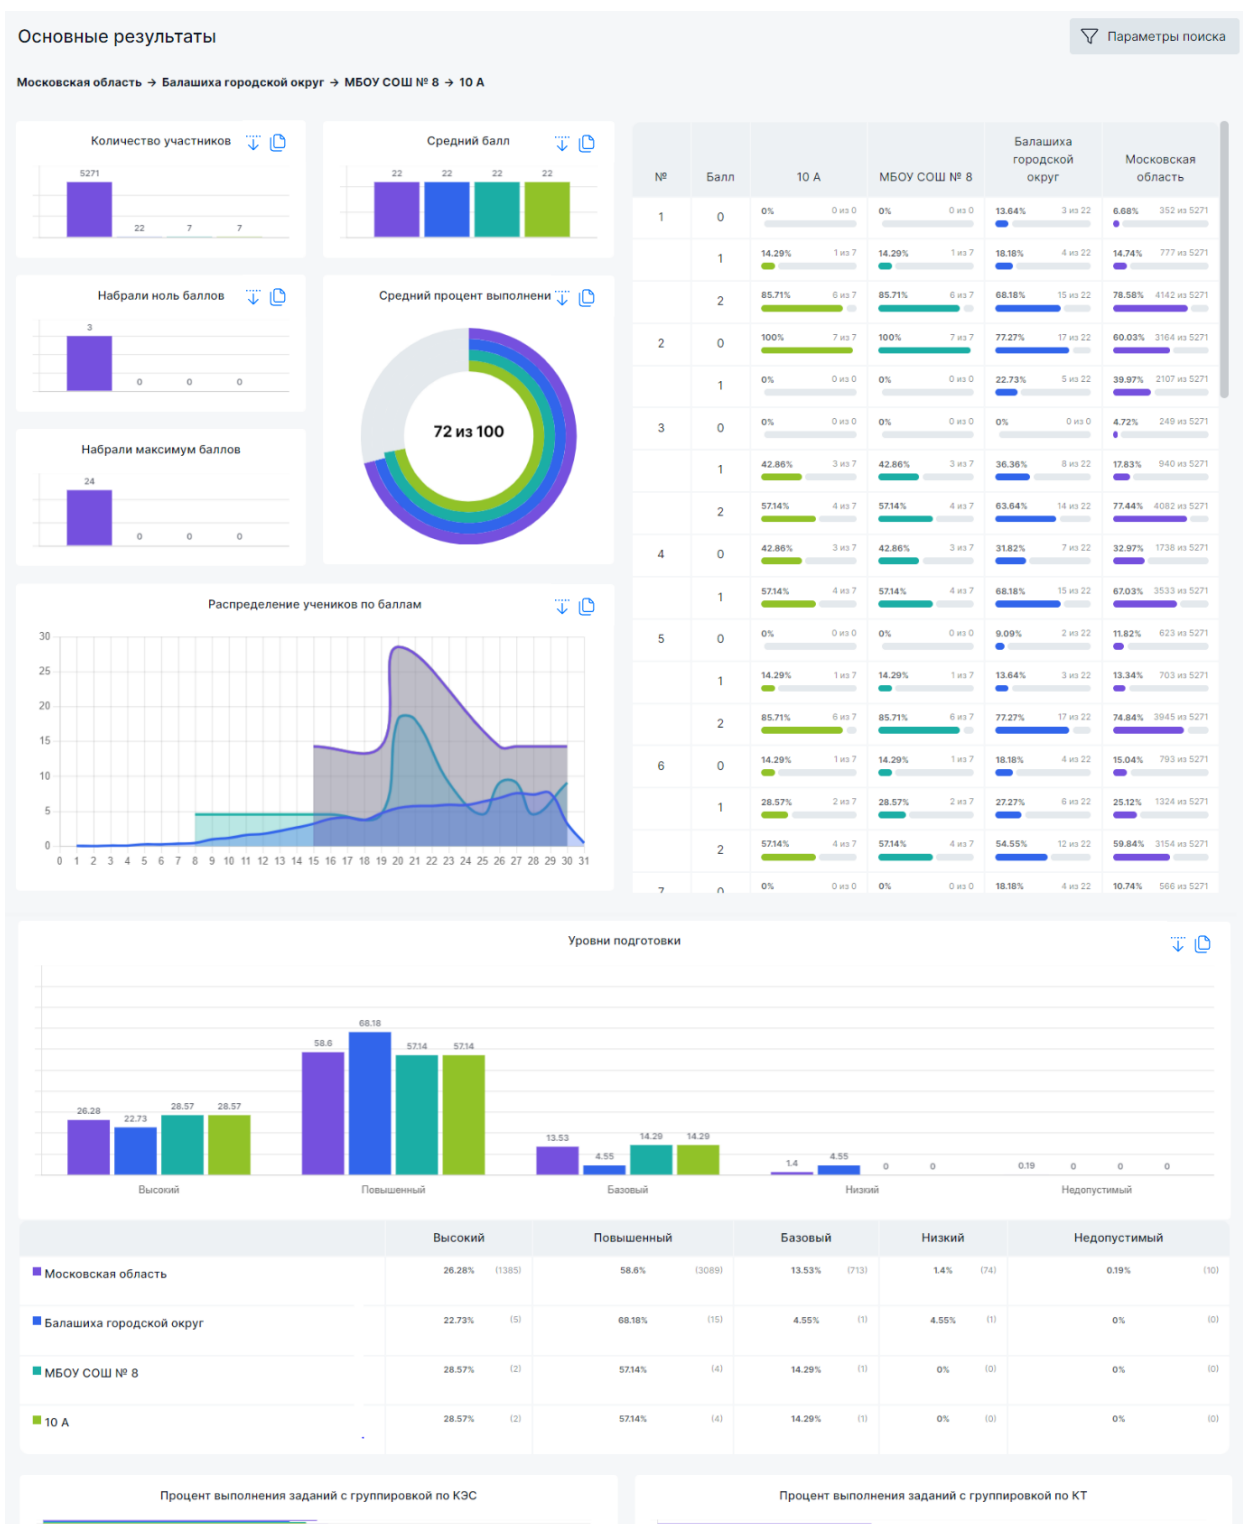 Основные результаты
Параметры поиска
Московская область → Балашиха городской округ → МБОУ СОШ № 8 → 10 А
Количество участников
5271
22
7
7
Средний балл
22
22
22
22
Набрали ноль баллов
3
0
0
0
Средний процент выполнени
72 из 100
Набрали максимум баллов
24
0
0
0
Распределение учеников по баллам
30
25
20
15
10
5
0
0 1 2 3 4 5 6 7 8 9 10 11 12 13 14 15 16 17 18 19 20 21 22 23 24 25 26 27 28 29 30 31
№ Балл 10 А МБОУ СОШ № 8 Балашиха городской округ Московская область
1 0 0% 0 из 0 0% 0 из 0 13.64% 3 из 22 6.68% 352 из 5271
1 14.29% 1 из 7 14.29% 1 из 7 18.18% 4 из 22 14.74% 777 из 5271
2 85.71% 6 из 7 85.71% 6 из 7 68.18% 15 из 22 78.58% 4142 из 5271
2 0 100% 7 из 7 100% 7 из 7 77.27% 17 из 22 60.03% 3164 из 5271
1 0% 0 из 0 0% 0 из 0 22.73% 5 из 22 39.97% 2107 из 5271
3 0 0% 0 из 0 0% 0 из 0 0% 0 из 0 4.72% 249 из 5271
1 42.86% 3 из 7 42.86% 3 из 7 36.36% 8 из 22 17.83% 940 из 5271
2 57.14% 4 из 7 57.14% 4 из 7 63.64% 14 из 22 77.44% 4082 из 5271
4 0 42.86% 3 из 7 42.86% 3 из 7 31.82% 7 из 22 32.97% 1738 из 5271
1 57.14% 4 из 7 57.14% 4 из 7 68.18% 15 из 22 67.03% 3533 из 5271
5 0 0% 0 из 0 0% 0 из 0 9.09% 2 из 22 11.82% 623 из 5271
1 14.29% 1 из 7 14.29% 1 из 7 13.64% 3 из 22 13.34% 703 из 5271
2 85.71% 6 из 7 85.71% 6 из 7 77.27% 17 из 22 74.84% 3945 из 5271
6 0 14.29% 1 из 7 14.29% 1 из 7 18.18% 4 из 22 15.04% 793 из 5271
1 28.57% 2 из 7 28.57% 2 из 7 27.27% 6 из 22 25.12% 1324 из 5271
2 57.14% 4 из 7 57.14% 4 из 7 54.55% 12 из 22 59.84% 3154 из 5271
7 0 0% 0 из 0 0% 0 из 0 18.18% 4 из 22 10.74% 566 из 5271
Уровни подготовки
26.28 22.73 28.57 28.57
58.6 68.18 57.14 57.14
13.53 4.55 14.29 14.29
1.4 4.55 0 0
0.19 0 0 0
Высокий Повышенный Базовый Низкий Недопустимый
Высокий Повышенный Базовый Низкий Недопустимый
Московская область 26.28% (1385) 58.6% (3089) 13.53% (713) 1.4% (74) 0.19% (10)
Балашиха городской округ 22.73% (5) 68.18% (15) 4.55% (1) 4.55% (1) 0% (0)
МБОУ СОШ № 8 28.57% (2) 57.14% (4) 14.29% (1) 0% (0) 0% (0)
10 А 28.57% (2) 57.14% (4) 14.29% (1) 0% (0) 0% (0)
Процент выполнения заданий с группировкой по КЭС
Процент выполнения заданий с группировкой по КТ